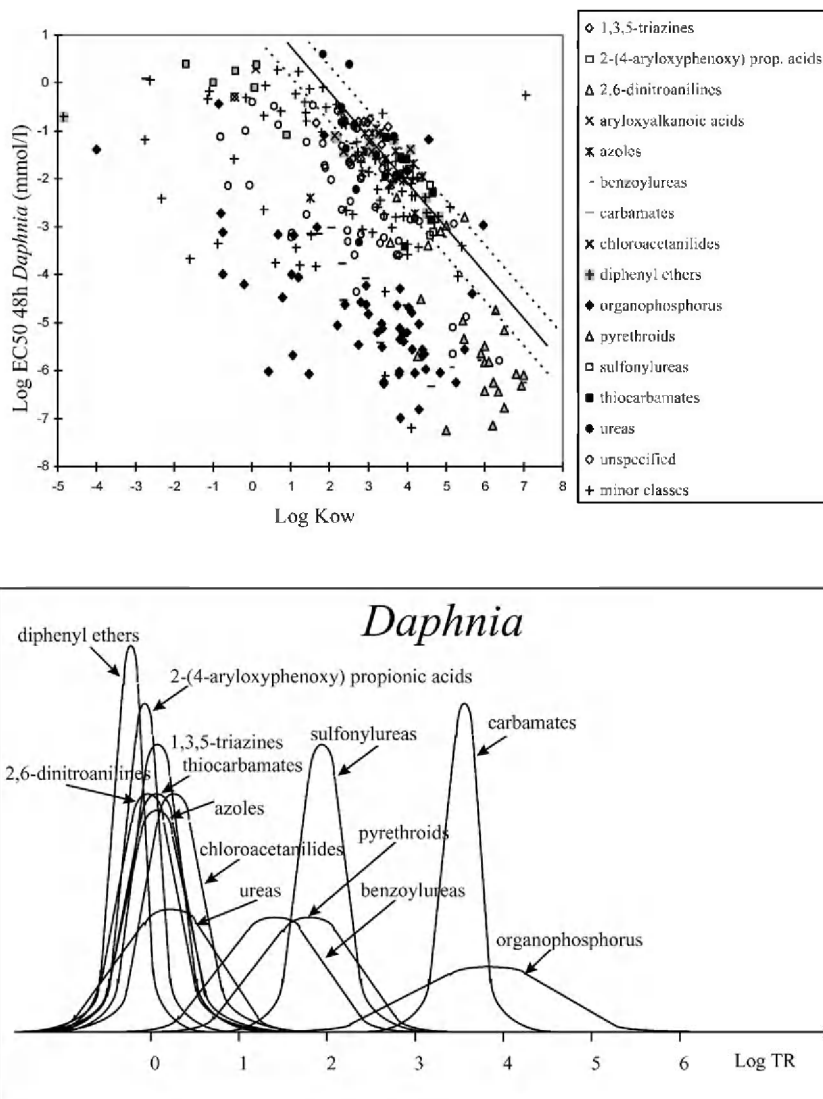 1
0
-1
-2
-3
-4
-5
-6
-7
-8
Log EC50 48h Daphnia (mmol/l)
-5 -4 -3 -2 -1 0 1 2 3 4 5 6 7 8
Log Kow
1,3,5-triazines
2-(4-aryloxyphenoxy) prop. acids
2,6-dinitroanilines
aryloxyalkanoic acids
azoles
benzoylureas
carbamates
chloroacetanilides
diphenyl ethers
organophosphorus
pyrethroids
sulfonylureas
thiocarbamates
ureas
unspecified
minor classes
Daphnia
diphenyl ethers
2-(4-aryloxyphenoxy) propionic acids
carbamates
sulfonylureas
1,3,5-triazines
thiocarbamates
2,6-dinitroanilines
azoles
pyrethroids
chloroacetanilides
ureas
benzoylureas
organophosphorus
0 1 2 3 4 5 6 Log TR